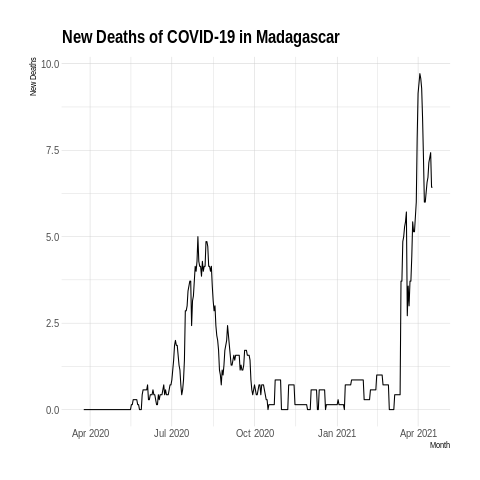 New Deaths of COVID-19 in Madagascar
New Deaths
10.0
7.5
5.0
2.5
0.0
Apr 2020 Jul 2020 Oct 2020 Jan 2021 Apr 2021
Month